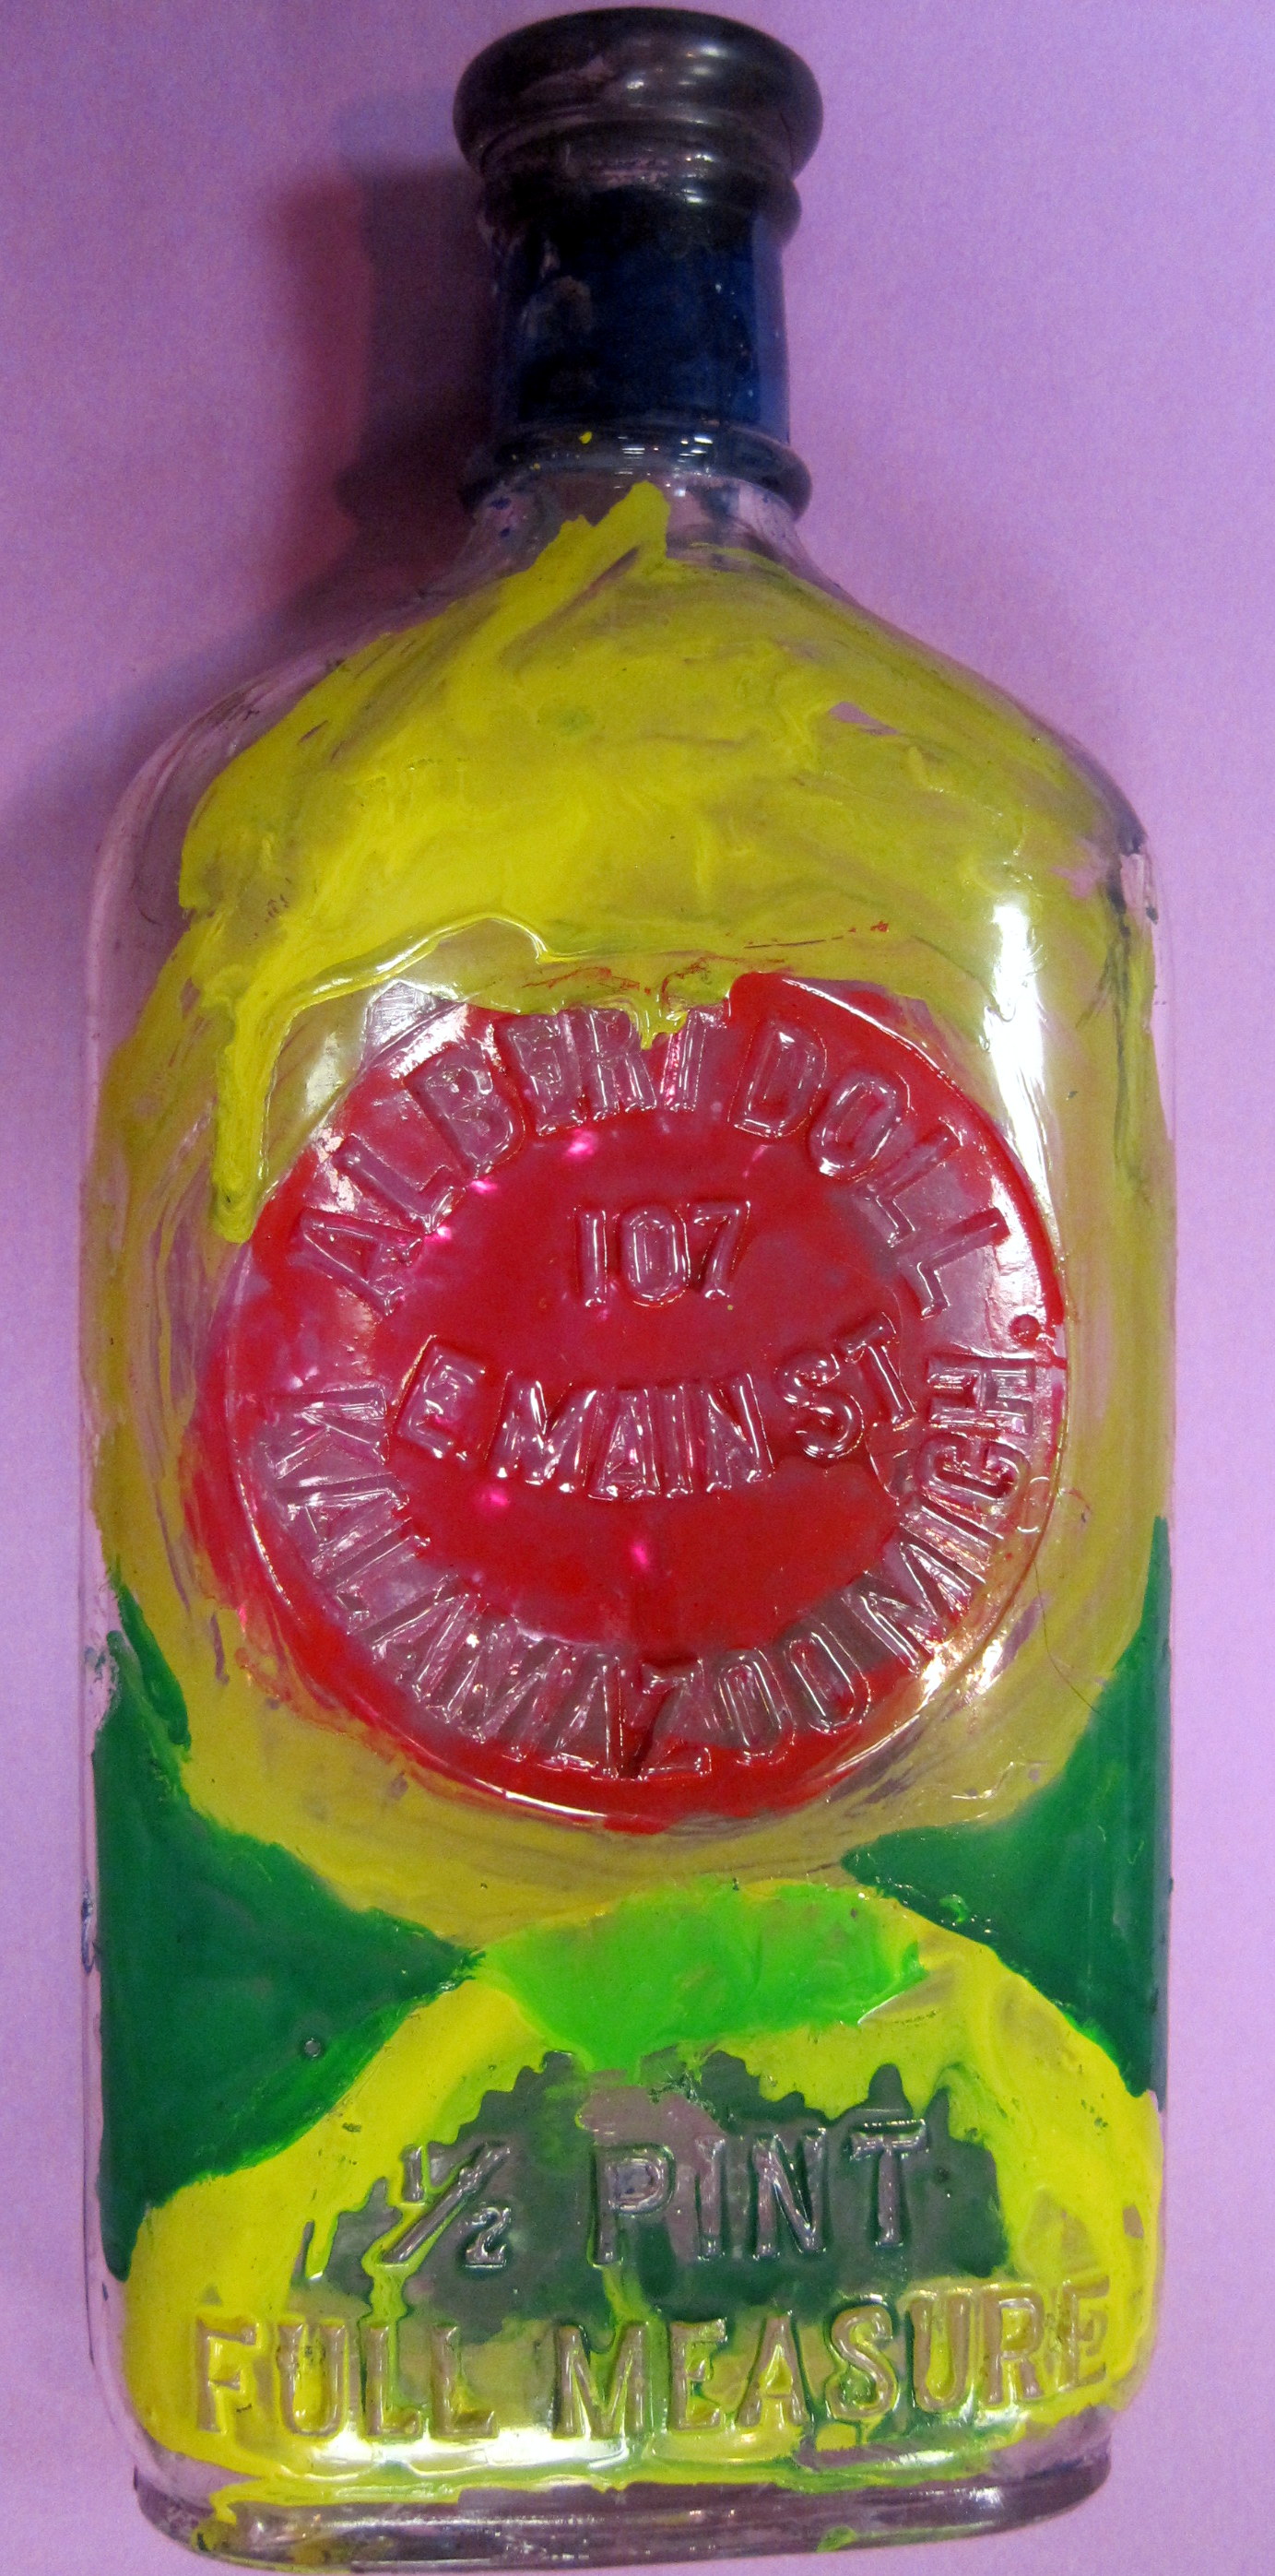 ALBERT DOLL
107
E MAIN ST.
KALAMAZOO MICH.
1/2 PINT
FULL MEASURE